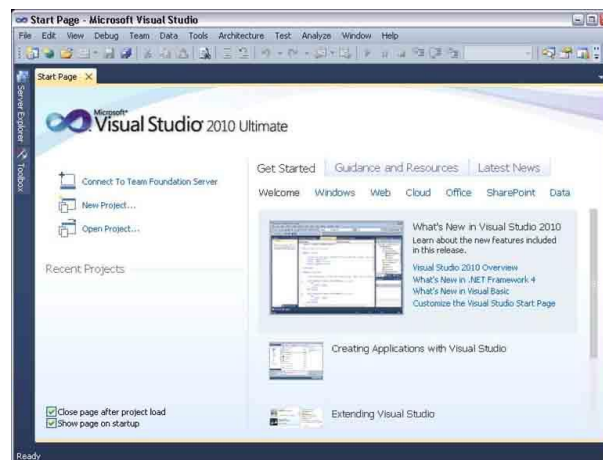 Start Page - Microsoft Visual Studio
File Edit View Debug Team Data Tools Architecture Test Analyze Window Help
Start Page X
Server Explorer
Toolbox
Microsoft®
Visual Studio® 2010 Ultimate
Connect To Team Foundation Server
New Project...
Open Project...
Recent Projects
Close page after project load
Show page on startup
Get Started Guidance and Resources Latest News
Welcome Windows Web Cloud Office SharePoint Data
What's New in Visual Studio 2010
Learn about the new features included
in this release.
Visual Studio 2010 Overview
What's New in .NET Framework 4
What's New in Visual Basic
Customize the Visual Studio Start Page
Creating Applications with Visual Studio
Extending Visual Studio
Ready